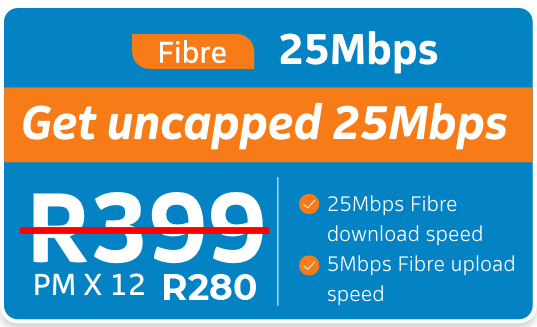 Fibre 25Mbps
Get uncapped 25Mbps
R399
PM X 12 R280
25Mbps Fibre
download speed
5Mbps Fibre upload
speed